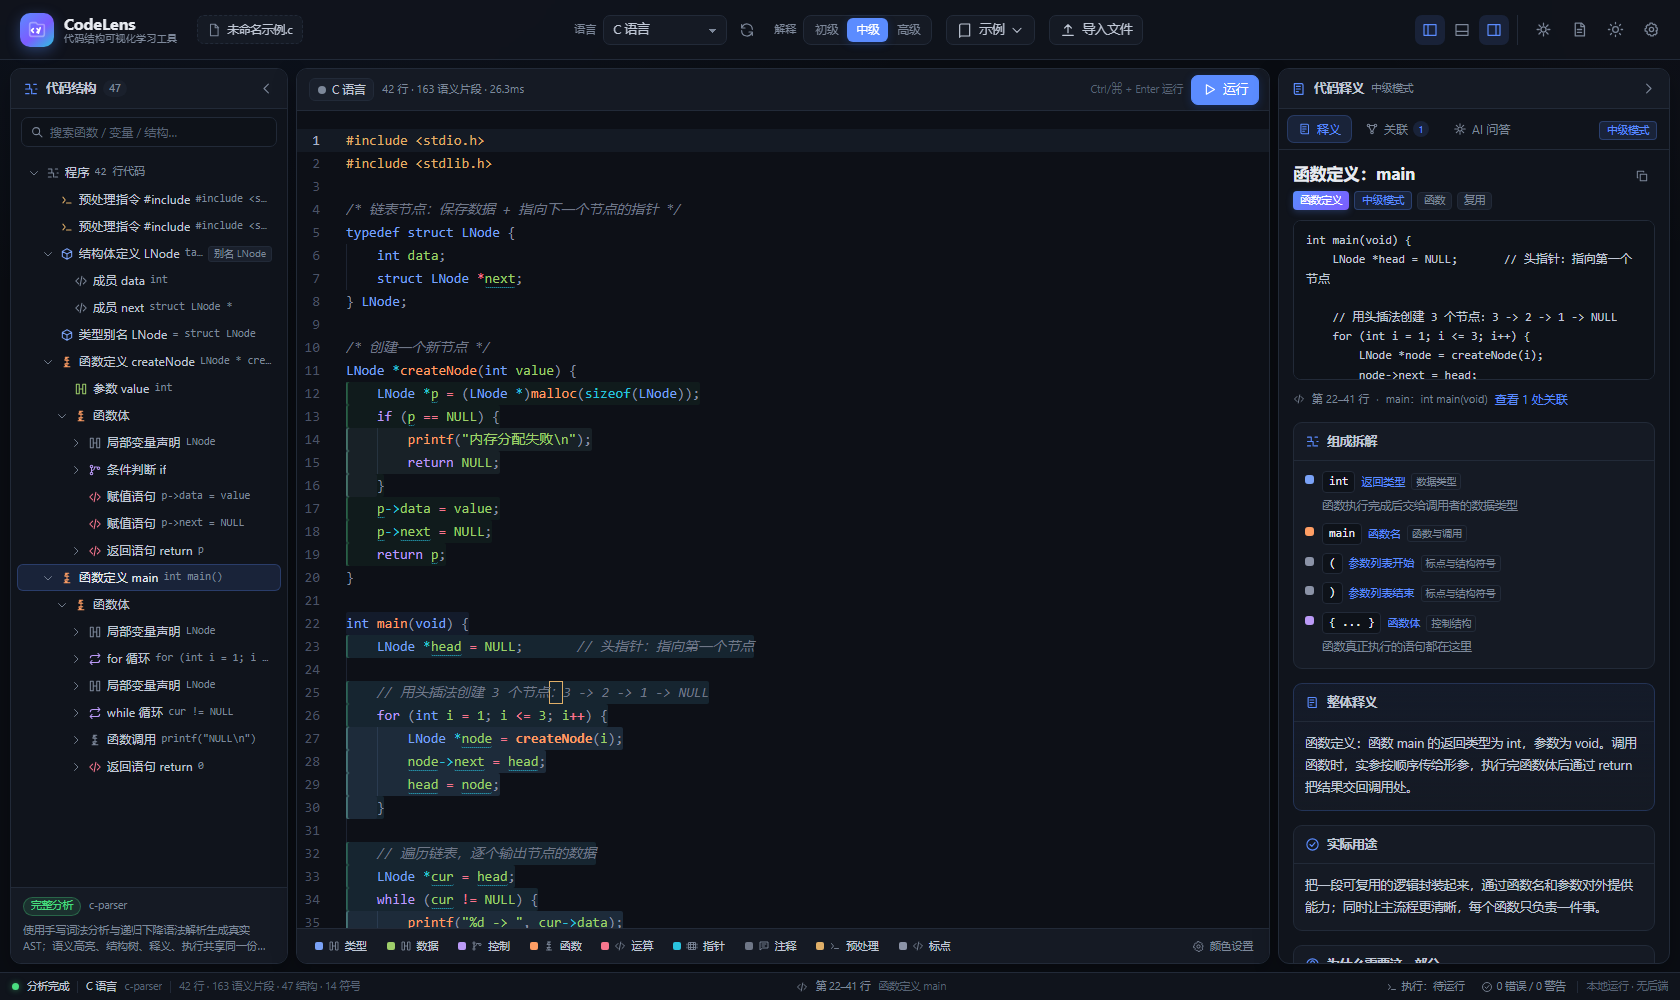 CodeLens
代码结构可视化学习工具
未命名示例.c
语言 C 语言
解释 初级 中级 高级
示例
导入文件
代码结构 47
搜索函数 / 变量 / 结构...
程序 42 行代码
预处理指令 #include #include <s…
预处理指令 #include #include <s…
结构体定义 LNode ta… 别名 LNode
成员 data int
成员 next struct LNode *
类型别名 LNode = struct LNode
函数定义 createNode LNode * cre…
参数 value int
函数体
局部变量声明 LNode
条件判断 if
赋值语句 p->data = value
赋值语句 p->next = NULL
返回语句 return p
函数定义 main int main()
函数体
局部变量声明 LNode
for 循环 for (int i = 1; i …
局部变量声明 LNode
while 循环 cur != NULL
函数调用 printf("NULL\n")
返回语句 return 0
完整分析 c-parser
使用手写词法分析与递归下降语法解析生成真实
AST；语义高亮、结构树、释义、执行共享同一份…
C 语言 42 行 · 163 语义片段 · 26.3ms
Ctrl/⌘ + Enter 运行 运行
1 #include <stdio.h>
2 #include <stdlib.h>
3
4 /* 链表节点：保存数据 + 指向下一个节点的指针 */
5 typedef struct LNode {
6 int data;
7 struct LNode *next;
8 } LNode;
9
10 /* 创建一个新节点 */
11 LNode *createNode(int value) {
12 LNode *p = (LNode *)malloc(sizeof(LNode));
13 if (p == NULL) {
14 printf("内存分配失败\n");
15 return NULL;
16 }
17 p->data = value;
18 p->next = NULL;
19 return p;
20 }
21
22 int main(void) {
23 LNode *head = NULL; // 头指针：指向第一个节点
24
25 // 用头插法创建 3 个节点：3 -> 2 -> 1 -> NULL
26 for (int i = 1; i <= 3; i++) {
27 LNode *node = createNode(i);
28 node->next = head;
29 head = node;
30 }
31
32 // 遍历链表，逐个输出节点的数据
33 LNode *cur = head;
34 while (cur != NULL) {
35 printf("%d -> ", cur->data);
类型 数据 控制 函数 运算 指针 注释 预处理 标点
颜色设置
代码释义 中级模式
释义 关联 1 AI 问答 中级模式
函数定义：main
函数定义 中级模式 函数 复用
int main(void) {
LNode *head = NULL; // 头指针：指向第一个
节点
// 用头插法创建 3 个节点：3 -> 2 -> 1 -> NULL
for (int i = 1; i <= 3; i++) {
LNode *node = createNode(i);
node->next = head;
第 22–41 行 · main：int main(void) 查看 1 处关联
组成拆解
int 返回类型 数据类型
函数执行完成后交给调用者的数据类型
main 函数名 函数与调用
( 参数列表开始 标点与结构符号
) 参数列表结束 标点与结构符号
{ ... } 函数体 控制结构
函数真正执行的语句都在这里
整体释义
函数定义：函数 main 的返回类型为 int，参数为 void。调用
函数时，实参按顺序传给形参，执行完函数体后通过 return
把结果交回调用处。
实际用途
把一段可复用的逻辑封装起来，通过函数名和参数对外提供
能力；同时让主流程更清晰，每个函数只负责一件事。
为什么需要这一部分
分析完成 C 语言 c-parser 42 行 · 163 语义片段 · 47 结构 · 14 符号
第 22–41 行 函数定义 main
执行：待运行 0 错误 / 0 警告 本地运行 · 无后端